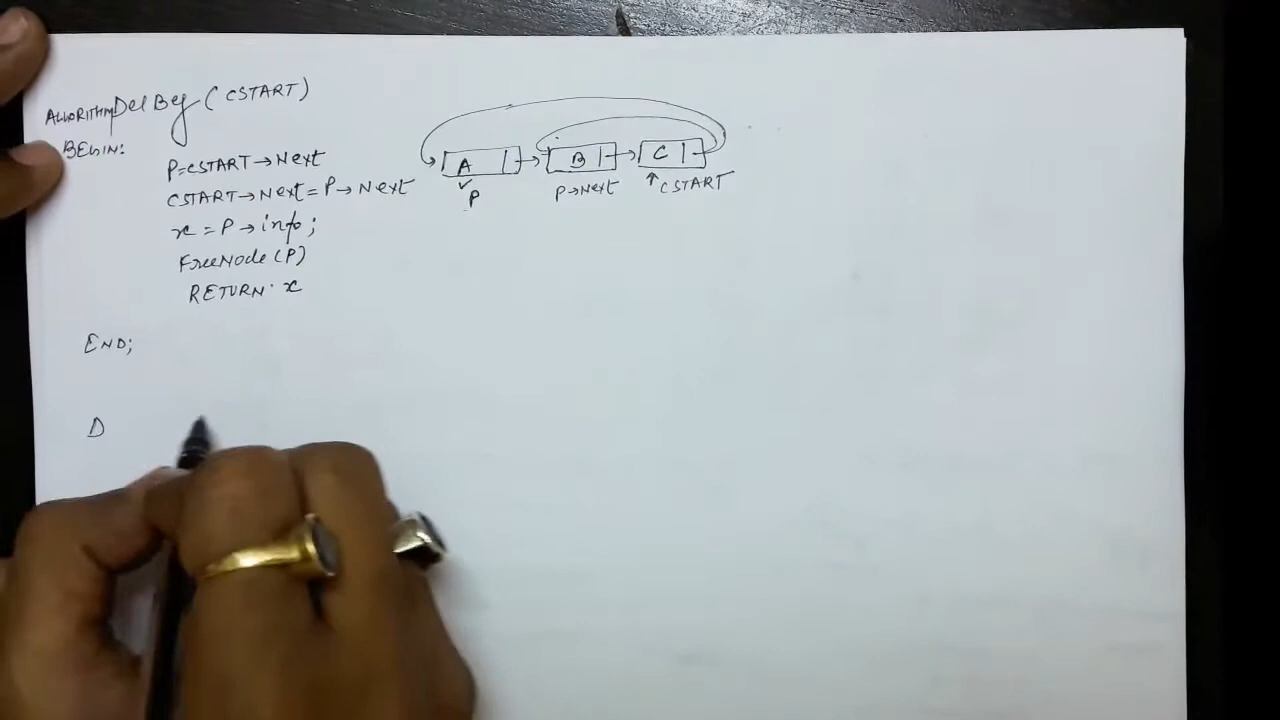 ALGORITHM DelBeg (CSTART)
BEGIN:
P=CSTART→Next
CSTART→Next=P→Next
x = P→info;
FreeNode(P)
RETURN x
END;
D
A B C
P P→Next ↑CSTART